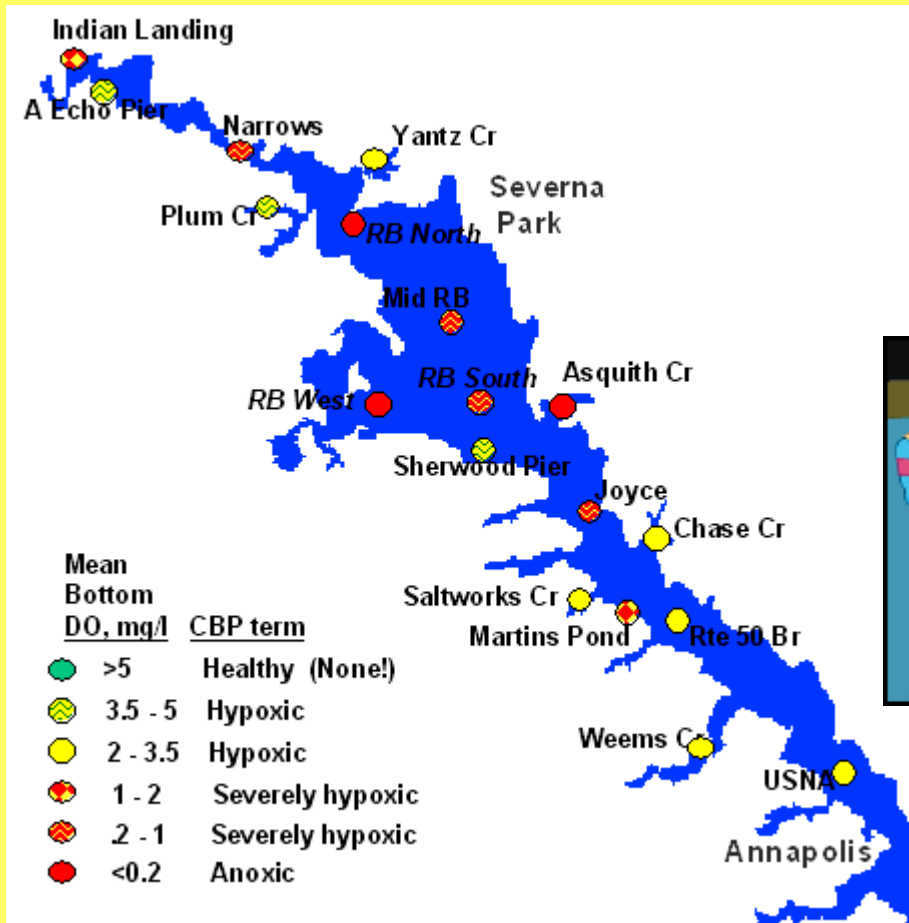 Indian Landing
A Echo Pier
Narrows
Yantz Cr
Severna
Park
Plum Cr
RB North
Mid RB
RB South
Asquith Cr
RB West
Sherwood Pier
Joyce
Chase Cr
Saltworks Cr
Martins Pond
Rte 50 Br
Weems Cr
USNA
Annapolis
Mean
Bottom
DO, mg/l CBP term
>5 Healthy (None!)
3.5 - 5 Hypoxic
2 - 3.5 Hypoxic
1 - 2 Severely hypoxic
.2 - 1 Severely hypoxic
<0.2 Anoxic